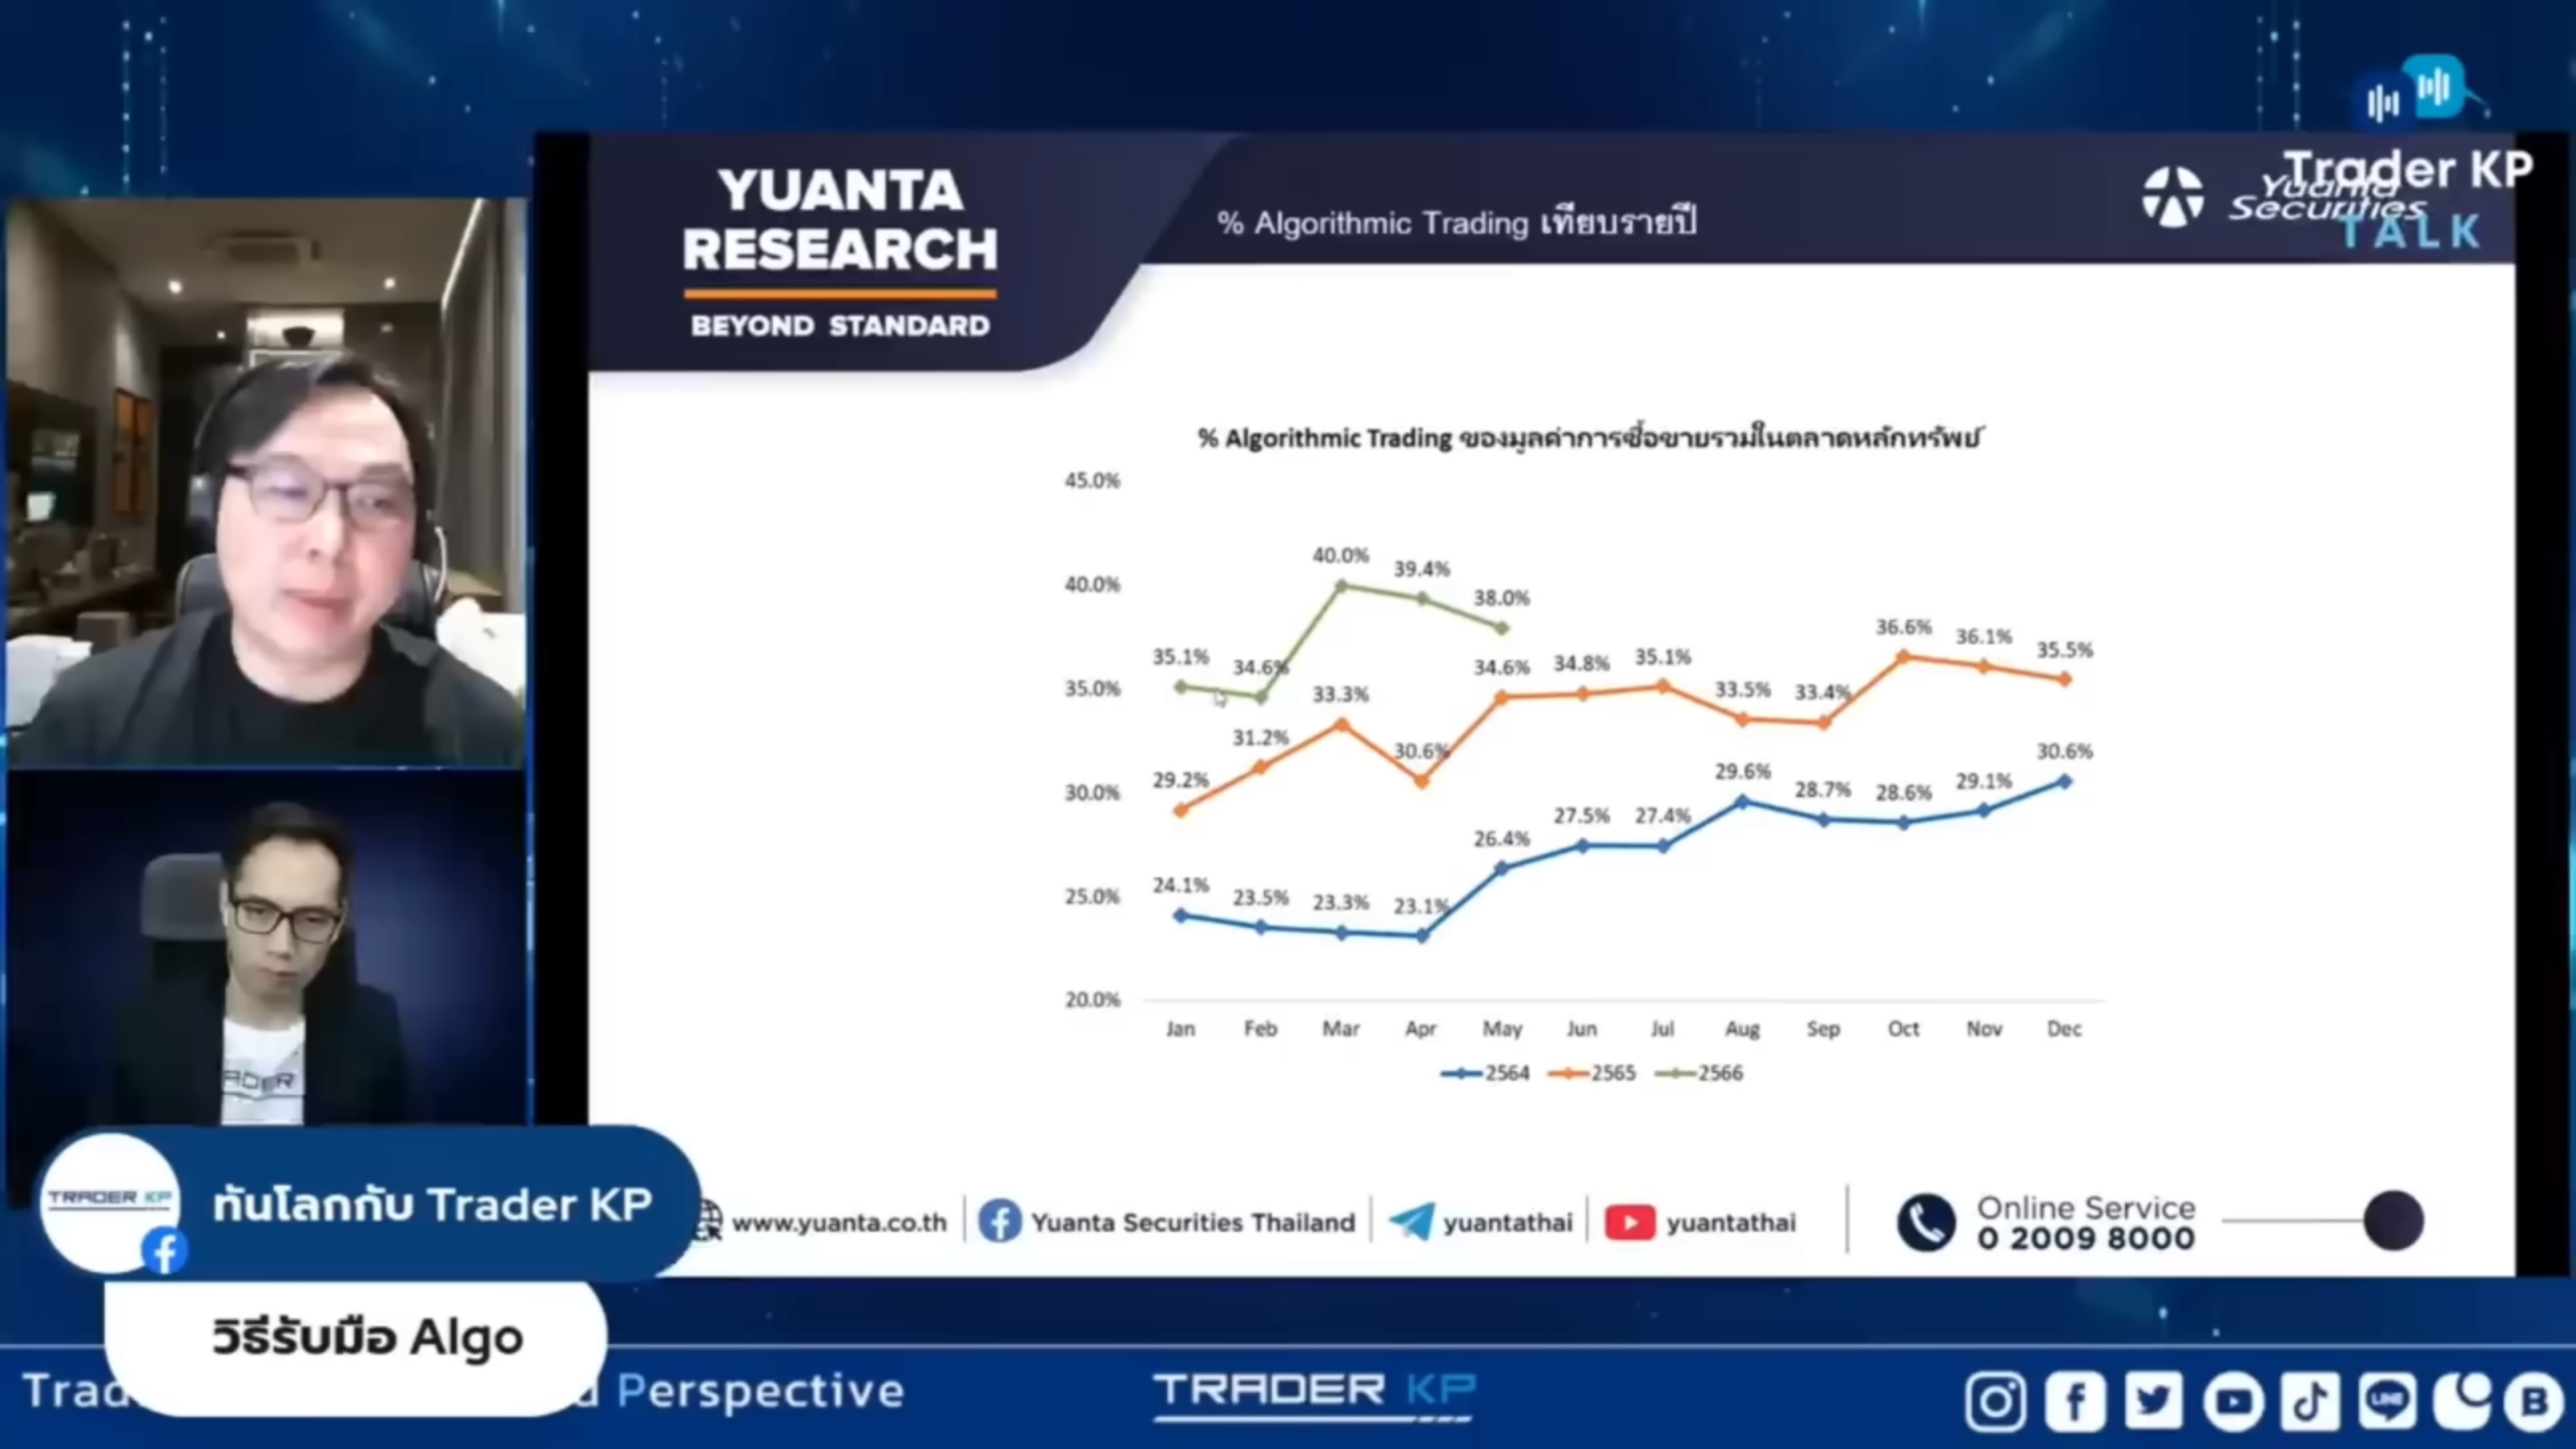 YUANTA
RESEARCH
BEYOND STANDARD
% Algorithmic Trading เทียบรายปี
Yuanta
Securities
Trader KP
TALK
% Algorithmic Trading ของมูลค่าการซื้อขายรวมในตลาดหลักทรัพย์
45.0%
40.0%
35.0%
30.0%
25.0%
20.0%
35.1% 34.6% 40.0% 39.4% 38.0%
29.2% 31.2% 33.3% 30.6% 34.6% 34.8% 35.1% 33.5% 33.4% 36.6% 36.1% 35.5%
24.1% 23.5% 23.3% 23.1% 26.4% 27.5% 27.4% 29.6% 28.7% 28.6% 29.1% 30.6%
Jan Feb Mar Apr May Jun Jul Aug Sep Oct Nov Dec
2564 2565 2566
ADER
TRADER KP
ทันโลกกับ Trader KP
www.yuanta.co.th Yuanta Securities Thailand yuantathai yuantathai
Online Service
0 2009 8000
วิธีรับมือ Algo
Perspective
TRADER KP
LINE
B